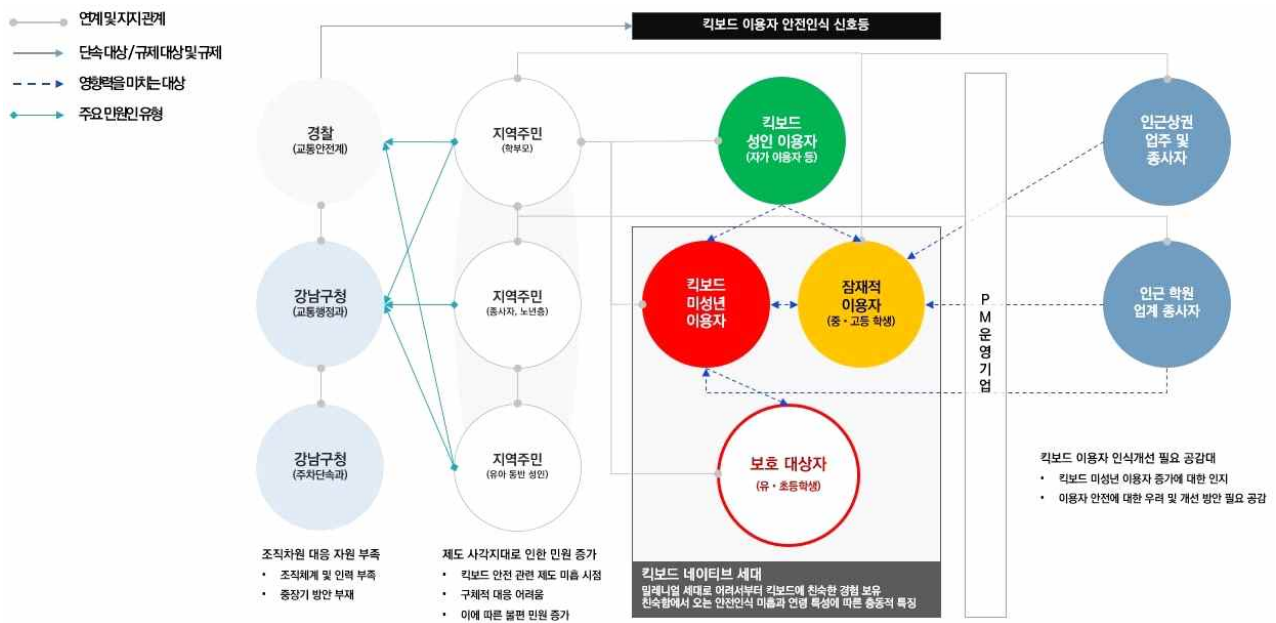 연계 및 지지 관계
단속 대상 / 규제 대상 및 규제
영향력을 미치는 대상
주요 민원인 유형
킥보드 이용자 안전인식 신호등
경찰
(교통안전계)
강남구청
(교통행정과)
강남구청
(주차단속과)
지역주민
(학부모)
지역주민
(종사자, 노년층)
지역주민
(유아 동반 성인)
킥보드
성인 이용자
(자가 이용자 등)
킥보드
미성년
이용자
잠재적
이용자
(중·고등 학생)
보호 대상자
(유·초등학생)
킥보드 네이티브 세대
밀레니얼 세대로 어려서부터 킥보드에 친숙한 경험 보유
친숙함에서 오는 안전인식 미흡과 연령 특성에 따른 충동적 특징
PM운영기업
인근상권
업주 및
종사자
인근 학원
업계 종사자
조직차원 대응 자원 부족
• 조직체계 및 인력 부족
• 중장기 방안 부재
제도 사각지대로 인한 민원 증가
• 킥보드 안전 관련 제도 미흡 시점
• 구체적 대응 어려움
• 이에 따른 불편 민원 증가
킥보드 이용자 인식개선 필요 공감대
• 킥보드 미성년 이용자 증가에 대한 인지
• 이용자 안전에 대한 우려 및 개선 방안 필요 공감